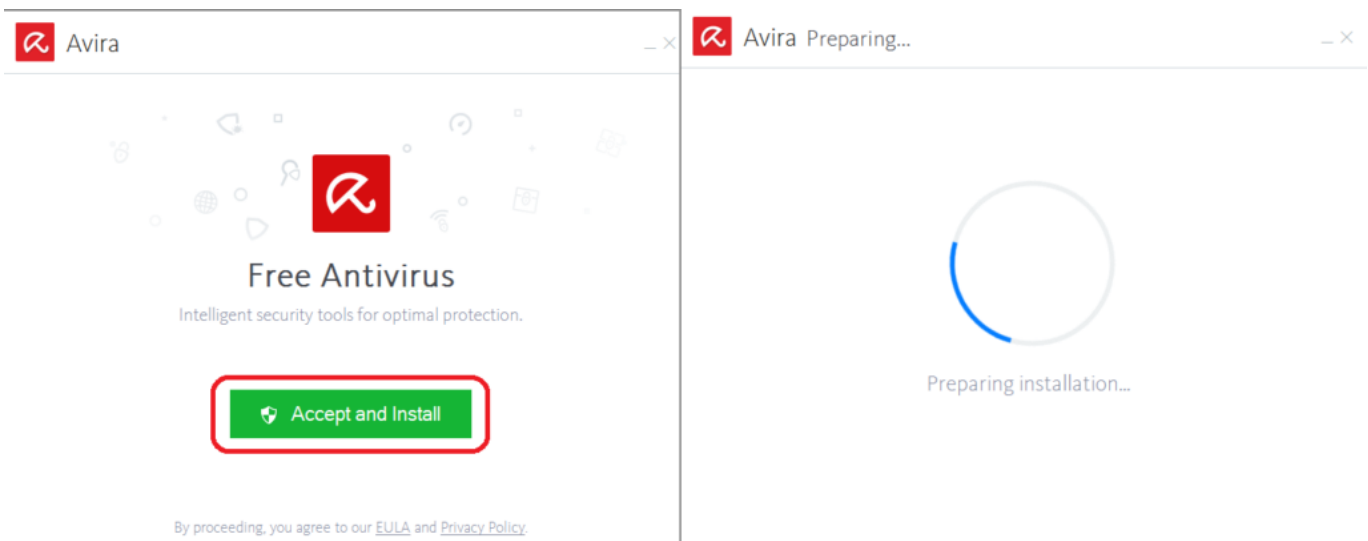 Avira
Free Antivirus
Intelligent security tools for optimal protection.
Accept and Install
By proceeding, you agree to our EULA and Privacy Policy.
Avira Preparing...
Preparing installation...